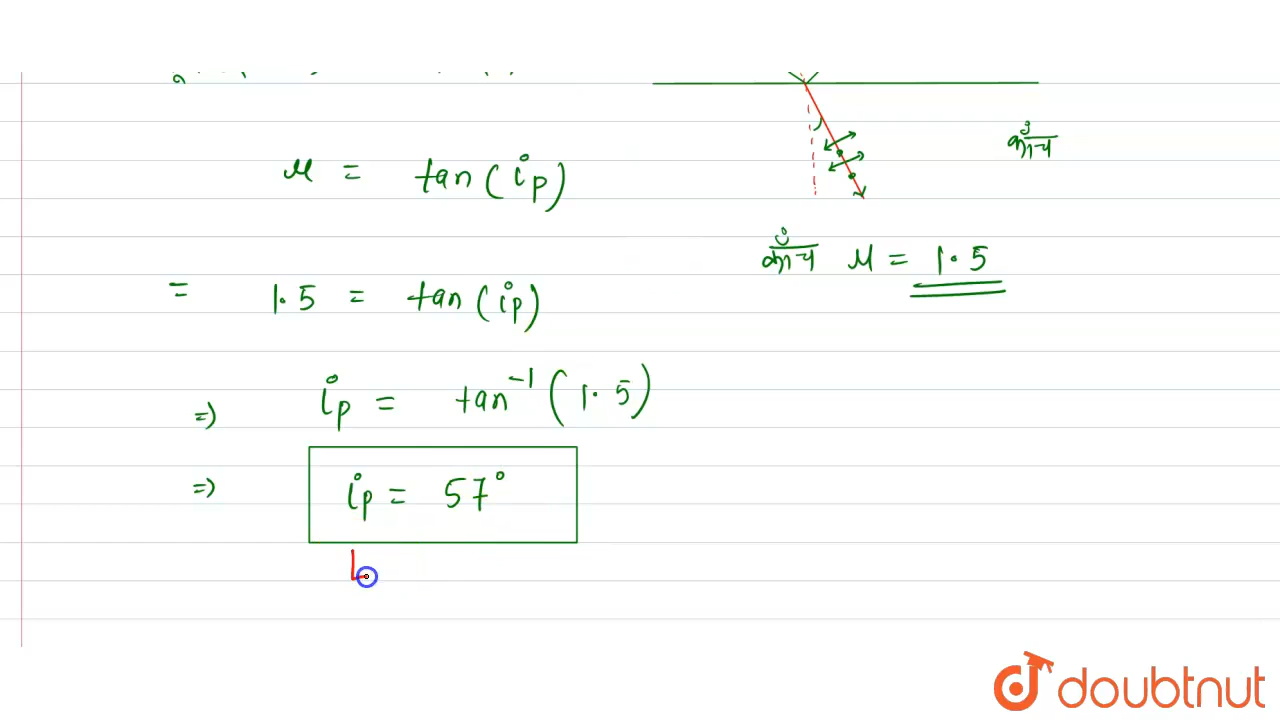 μ = tan(ip)
काँच
काँच μ = 1.5
= 1.5 = tan(ip)
=) ip = tan⁻¹(1.5)
=) ip = 57°
doubtnut